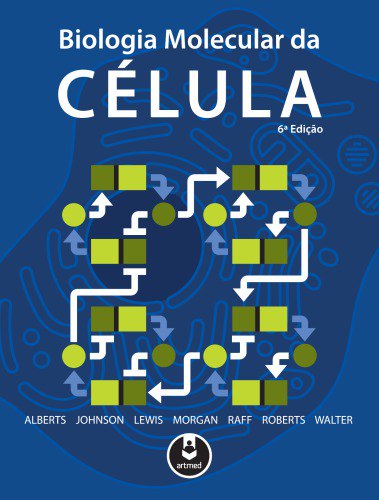 Biologia Molecular da
CÉLULA
6ª Edição
ALBERTS JOHNSON LEWIS MORGAN RAFF ROBERTS WALTER
artmed